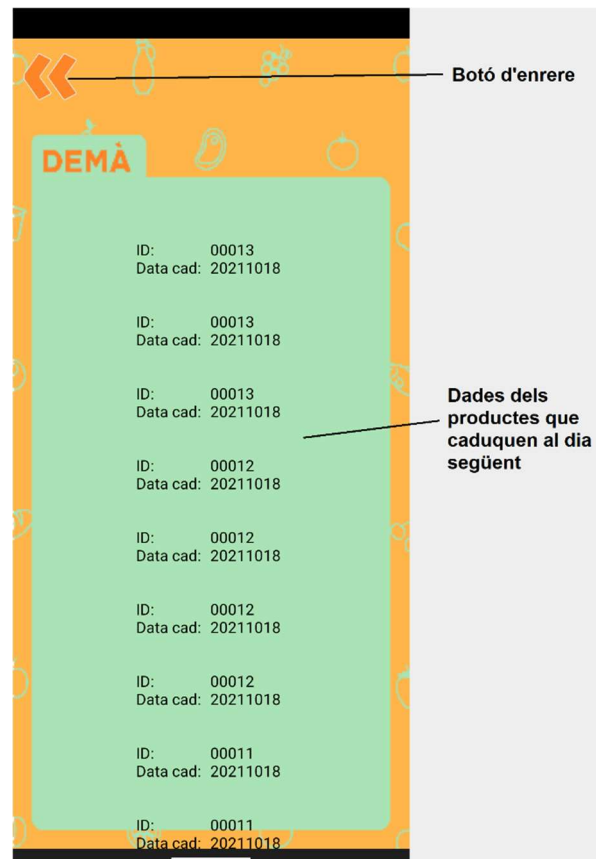 Botó d'enrere
DEMÀ
ID: 00013
Data cad: 20211018
ID: 00013
Data cad: 20211018
ID: 00013
Data cad: 20211018
Dades dels
productes que
caduquen al dia
següent
ID: 00012
Data cad: 20211018
ID: 00012
Data cad: 20211018
ID: 00012
Data cad: 20211018
ID: 00012
Data cad: 20211018
ID: 00011
Data cad: 20211018
ID: 00011
Data cad: 20211018